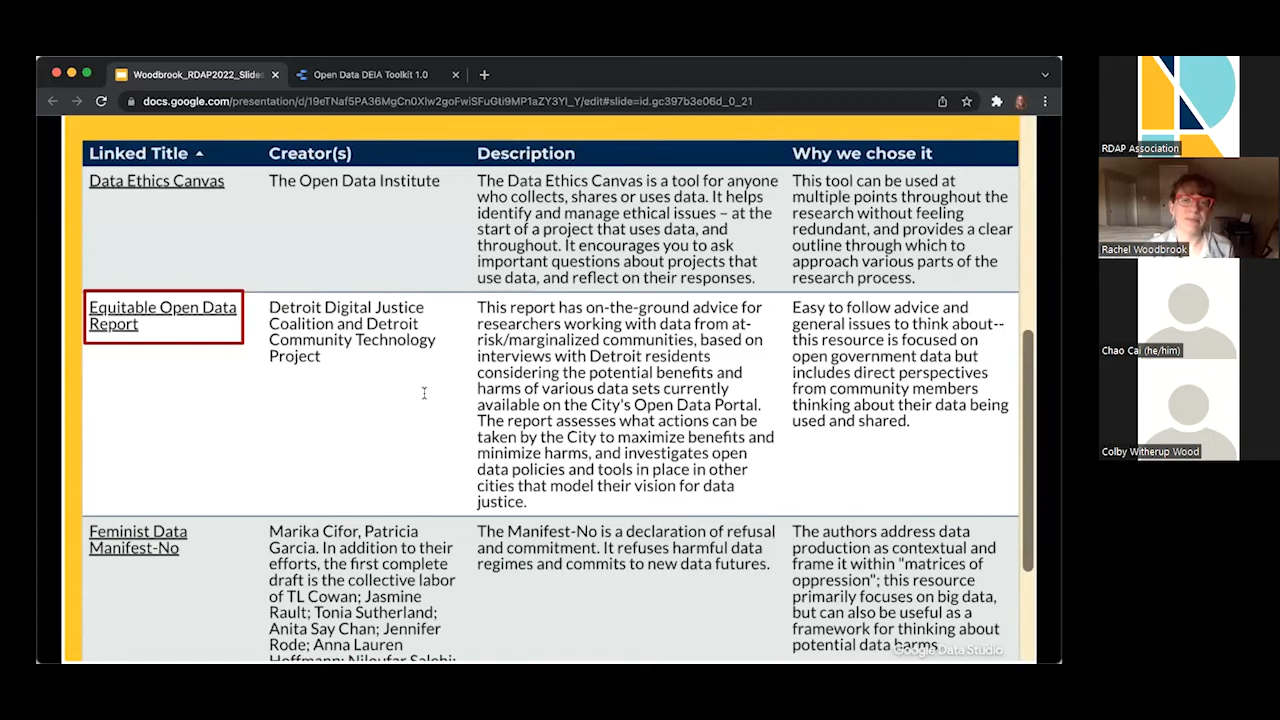 Woodbrook_RDAP2022_Slides
Open Data DEIA Toolkit 1.0
docs.google.com/presentation/d/19eTNaf5PA36MgCn0Xlw2goFwiSFuGti9MP1aZY3YI_Y/edit#slide=id.gc397b3e06d_0_21
Linked Title
Creator(s)
Description
Why we chose it
Data Ethics Canvas
The Open Data Institute
The Data Ethics Canvas is a tool for anyone
who collects, shares or uses data. It helps
identify and manage ethical issues – at the
start of a project that uses data, and
throughout. It encourages you to ask
important questions about projects that
use data, and reflect on their responses.
This tool can be used at
multiple points throughout the
research without feeling
redundant, and provides a clear
outline through which to
approach various parts of the
research process.
Equitable Open Data
Report
Detroit Digital Justice
Coalition and Detroit
Community Technology
Project
This report has on-the-ground advice for
researchers working with data from at-
risk/marginalized communities, based on
interviews with Detroit residents
considering the potential benefits and
harms of various data sets currently
available on the City's Open Data Portal.
The report assesses what actions can be
taken by the City to maximize benefits and
minimize harms, and investigates open
data policies and tools in place in other
cities that model their vision for data
justice.
Easy to follow advice and
general issues to think about--
this resource is focused on
open government data but
includes direct perspectives
from community members
thinking about their data being
used and shared.
Feminist Data
Manifest-No
Marika Cifor, Patricia
Garcia. In addition to their
efforts, the first complete
draft is the collective labor
of TL Cowan; Jasmine
Rault; Tonia Sutherland;
Anita Say Chan; Jennifer
Rode; Anna Lauren
Hoffmann; Niloufar Salehi;
The Manifest-No is a declaration of refusal
and commitment. It refuses harmful data
regimes and commits to new data futures.
The authors address data
production as contextual and
frame it within "matrices of
oppression"; this resource
primarily focuses on big data,
but can also be useful as a
framework for thinking about
potential data harms.
Google Data Studio
RDAP Association
Rachel Woodbrook
Chao Cai (he/him)
Colby Witherup Wood